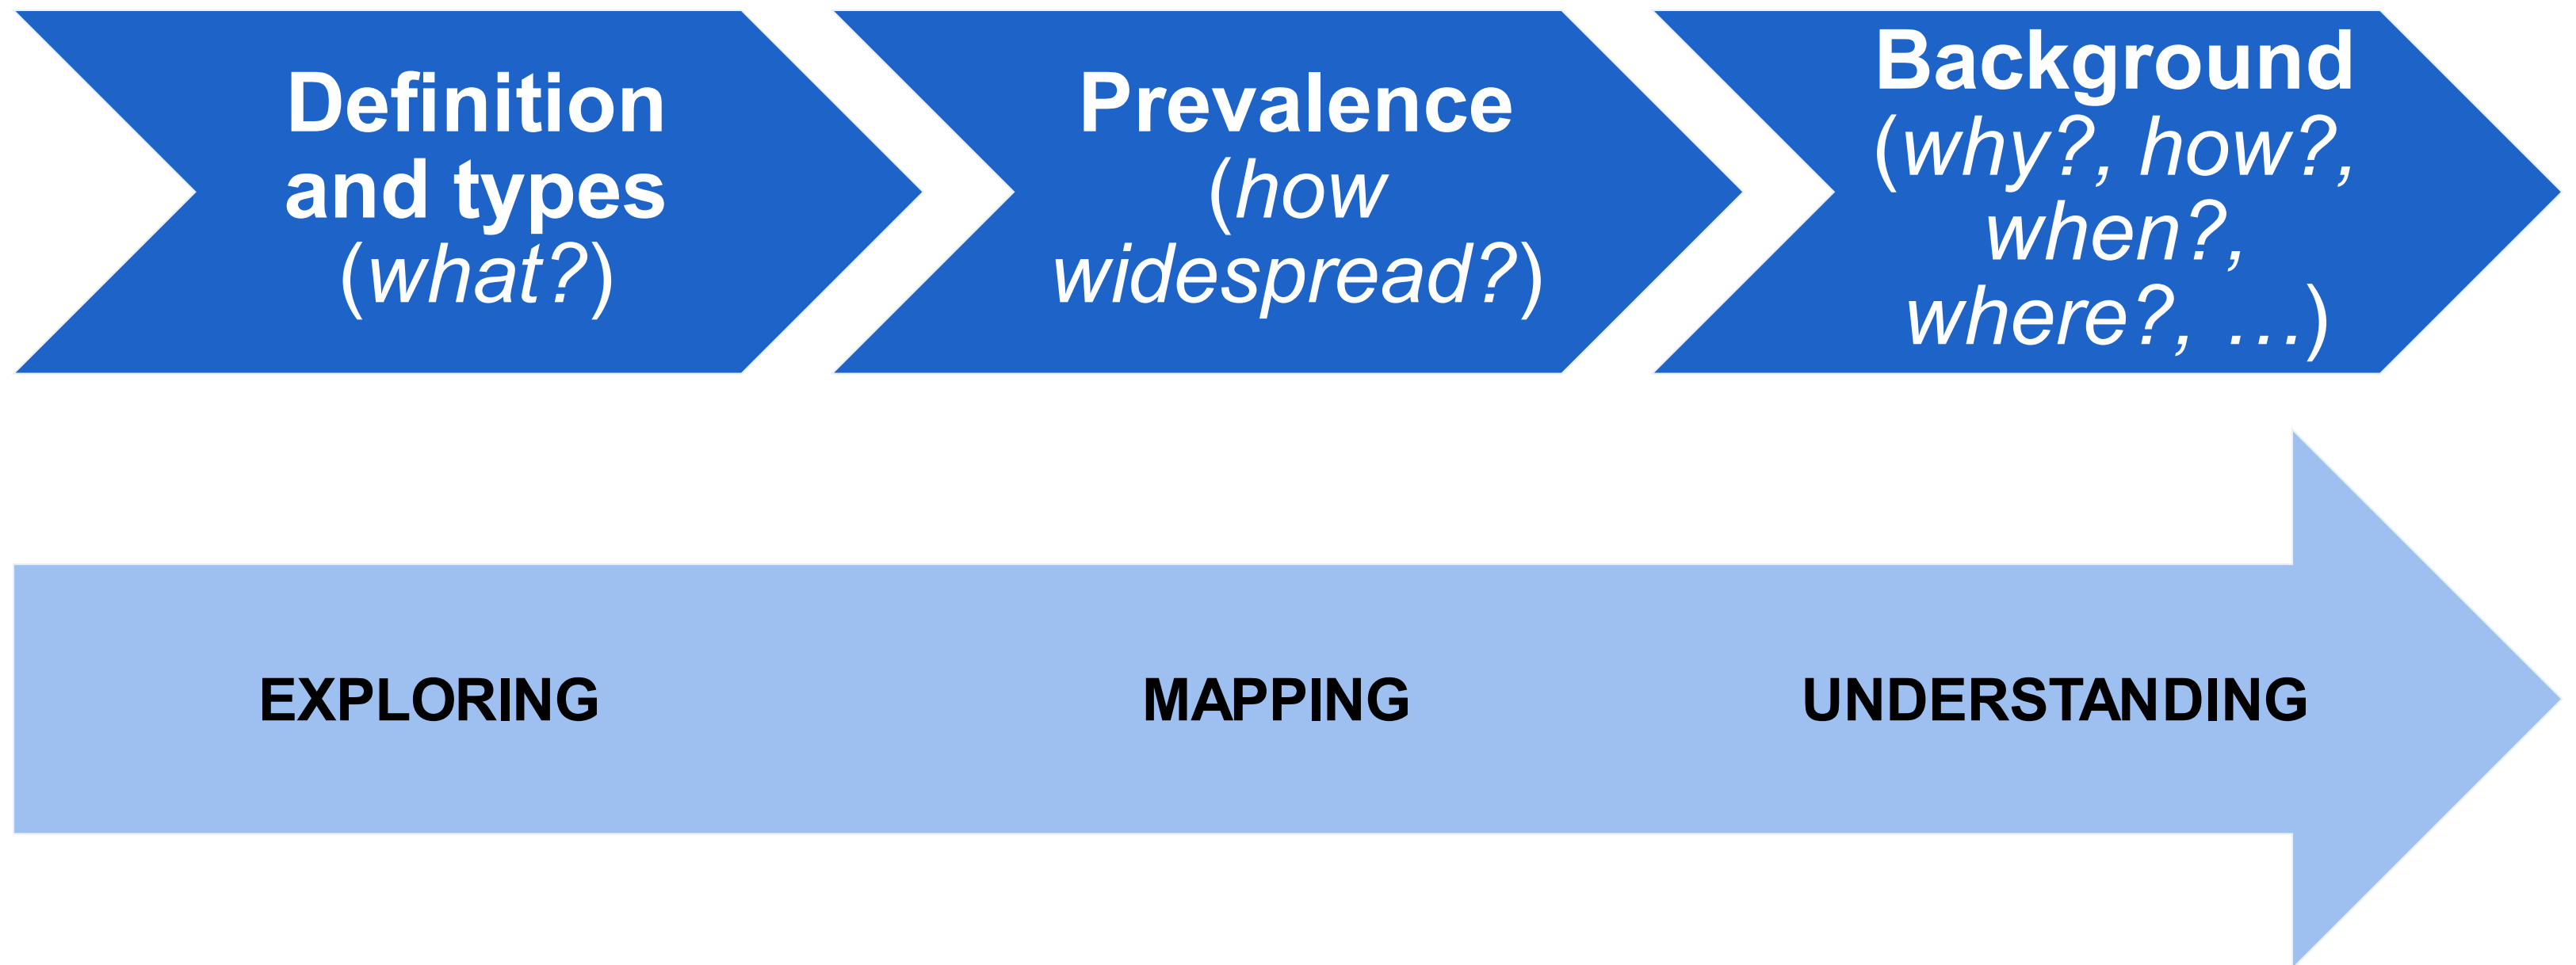 Definition
and types
(what?)
Prevalence
(how
widespread?)
Background
(why?, how?,
when?,
where?, …)
EXPLORING
MAPPING
UNDERSTANDING